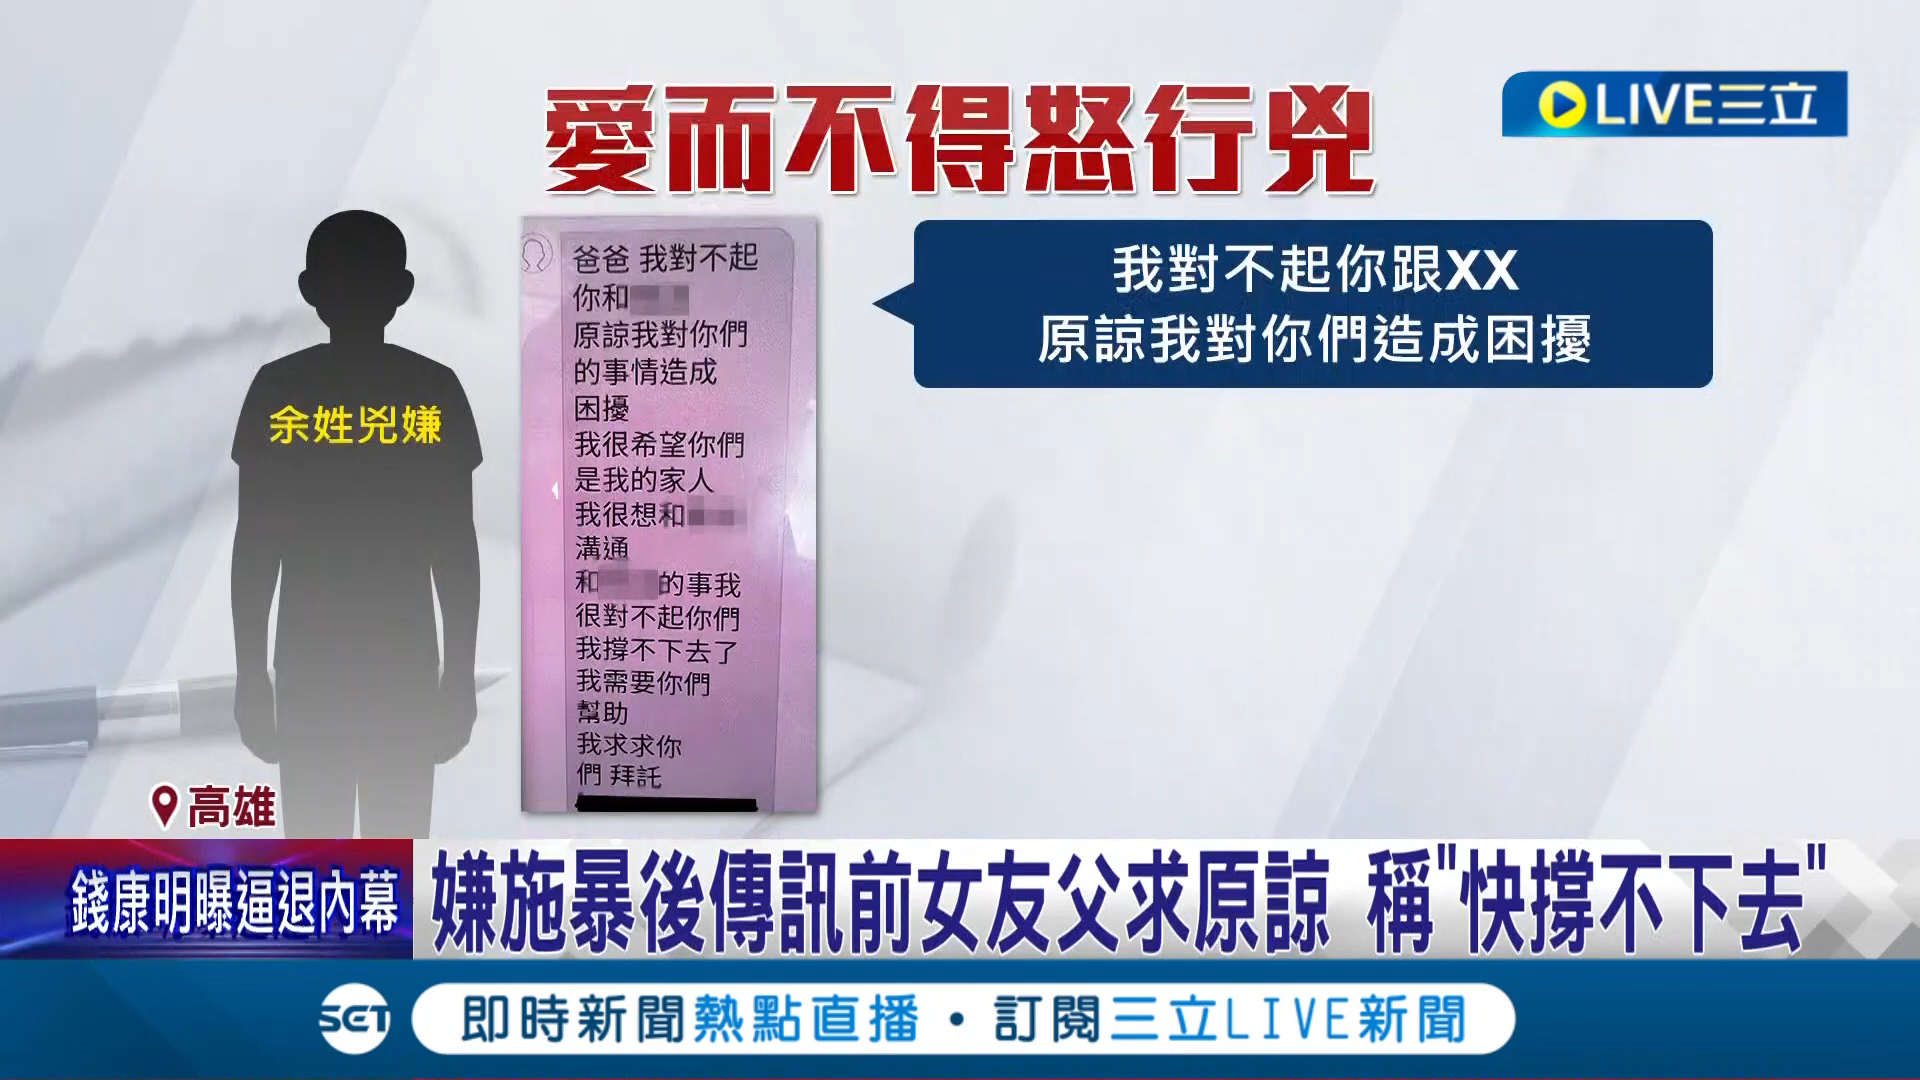 愛而不得怒行兇
LIVE三立
爸爸 我對不起
你和
原諒我對你們
的事情造成
困擾
我很希望你們
是我的家人
我很想和
溝通
和 的事我
很對不起你們
我撐不下去了
我需要你們
幫助
我求求你
們 拜託
我對不起你跟XX
原諒我對你們造成困擾
余姓兇嫌
高雄
錢康明曝逼退內幕
嫌施暴後傳訊前女友父求原諒 稱"快撐不下去"
SET
即時新聞熱點直播・訂閱三立LIVE新聞